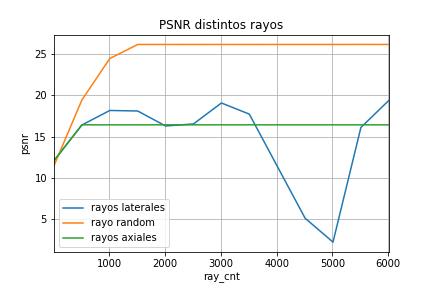 PSNR distintos rayos
25
20
15
10
5
psnr
rayos laterales
rayo random
rayos axiales
1000 2000 3000 4000 5000 6000
ray_cnt